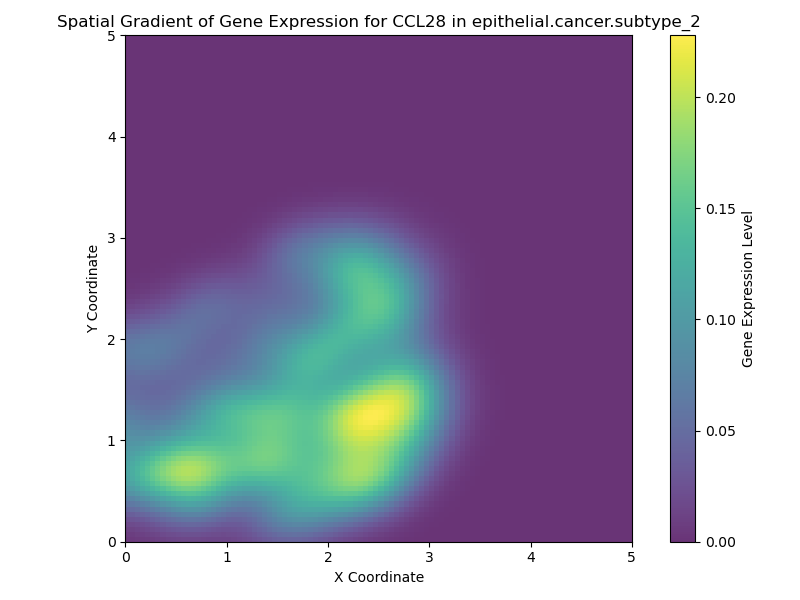 Spatial Gradient of Gene Expression for CCL28 in epithelial.cancer.subtype_2
5
4
3
2
1
0
Y Coordinate
0 1 2 3 4 5
X Coordinate
0.20
0.15
0.10
0.05
0.00
Gene Expression Level